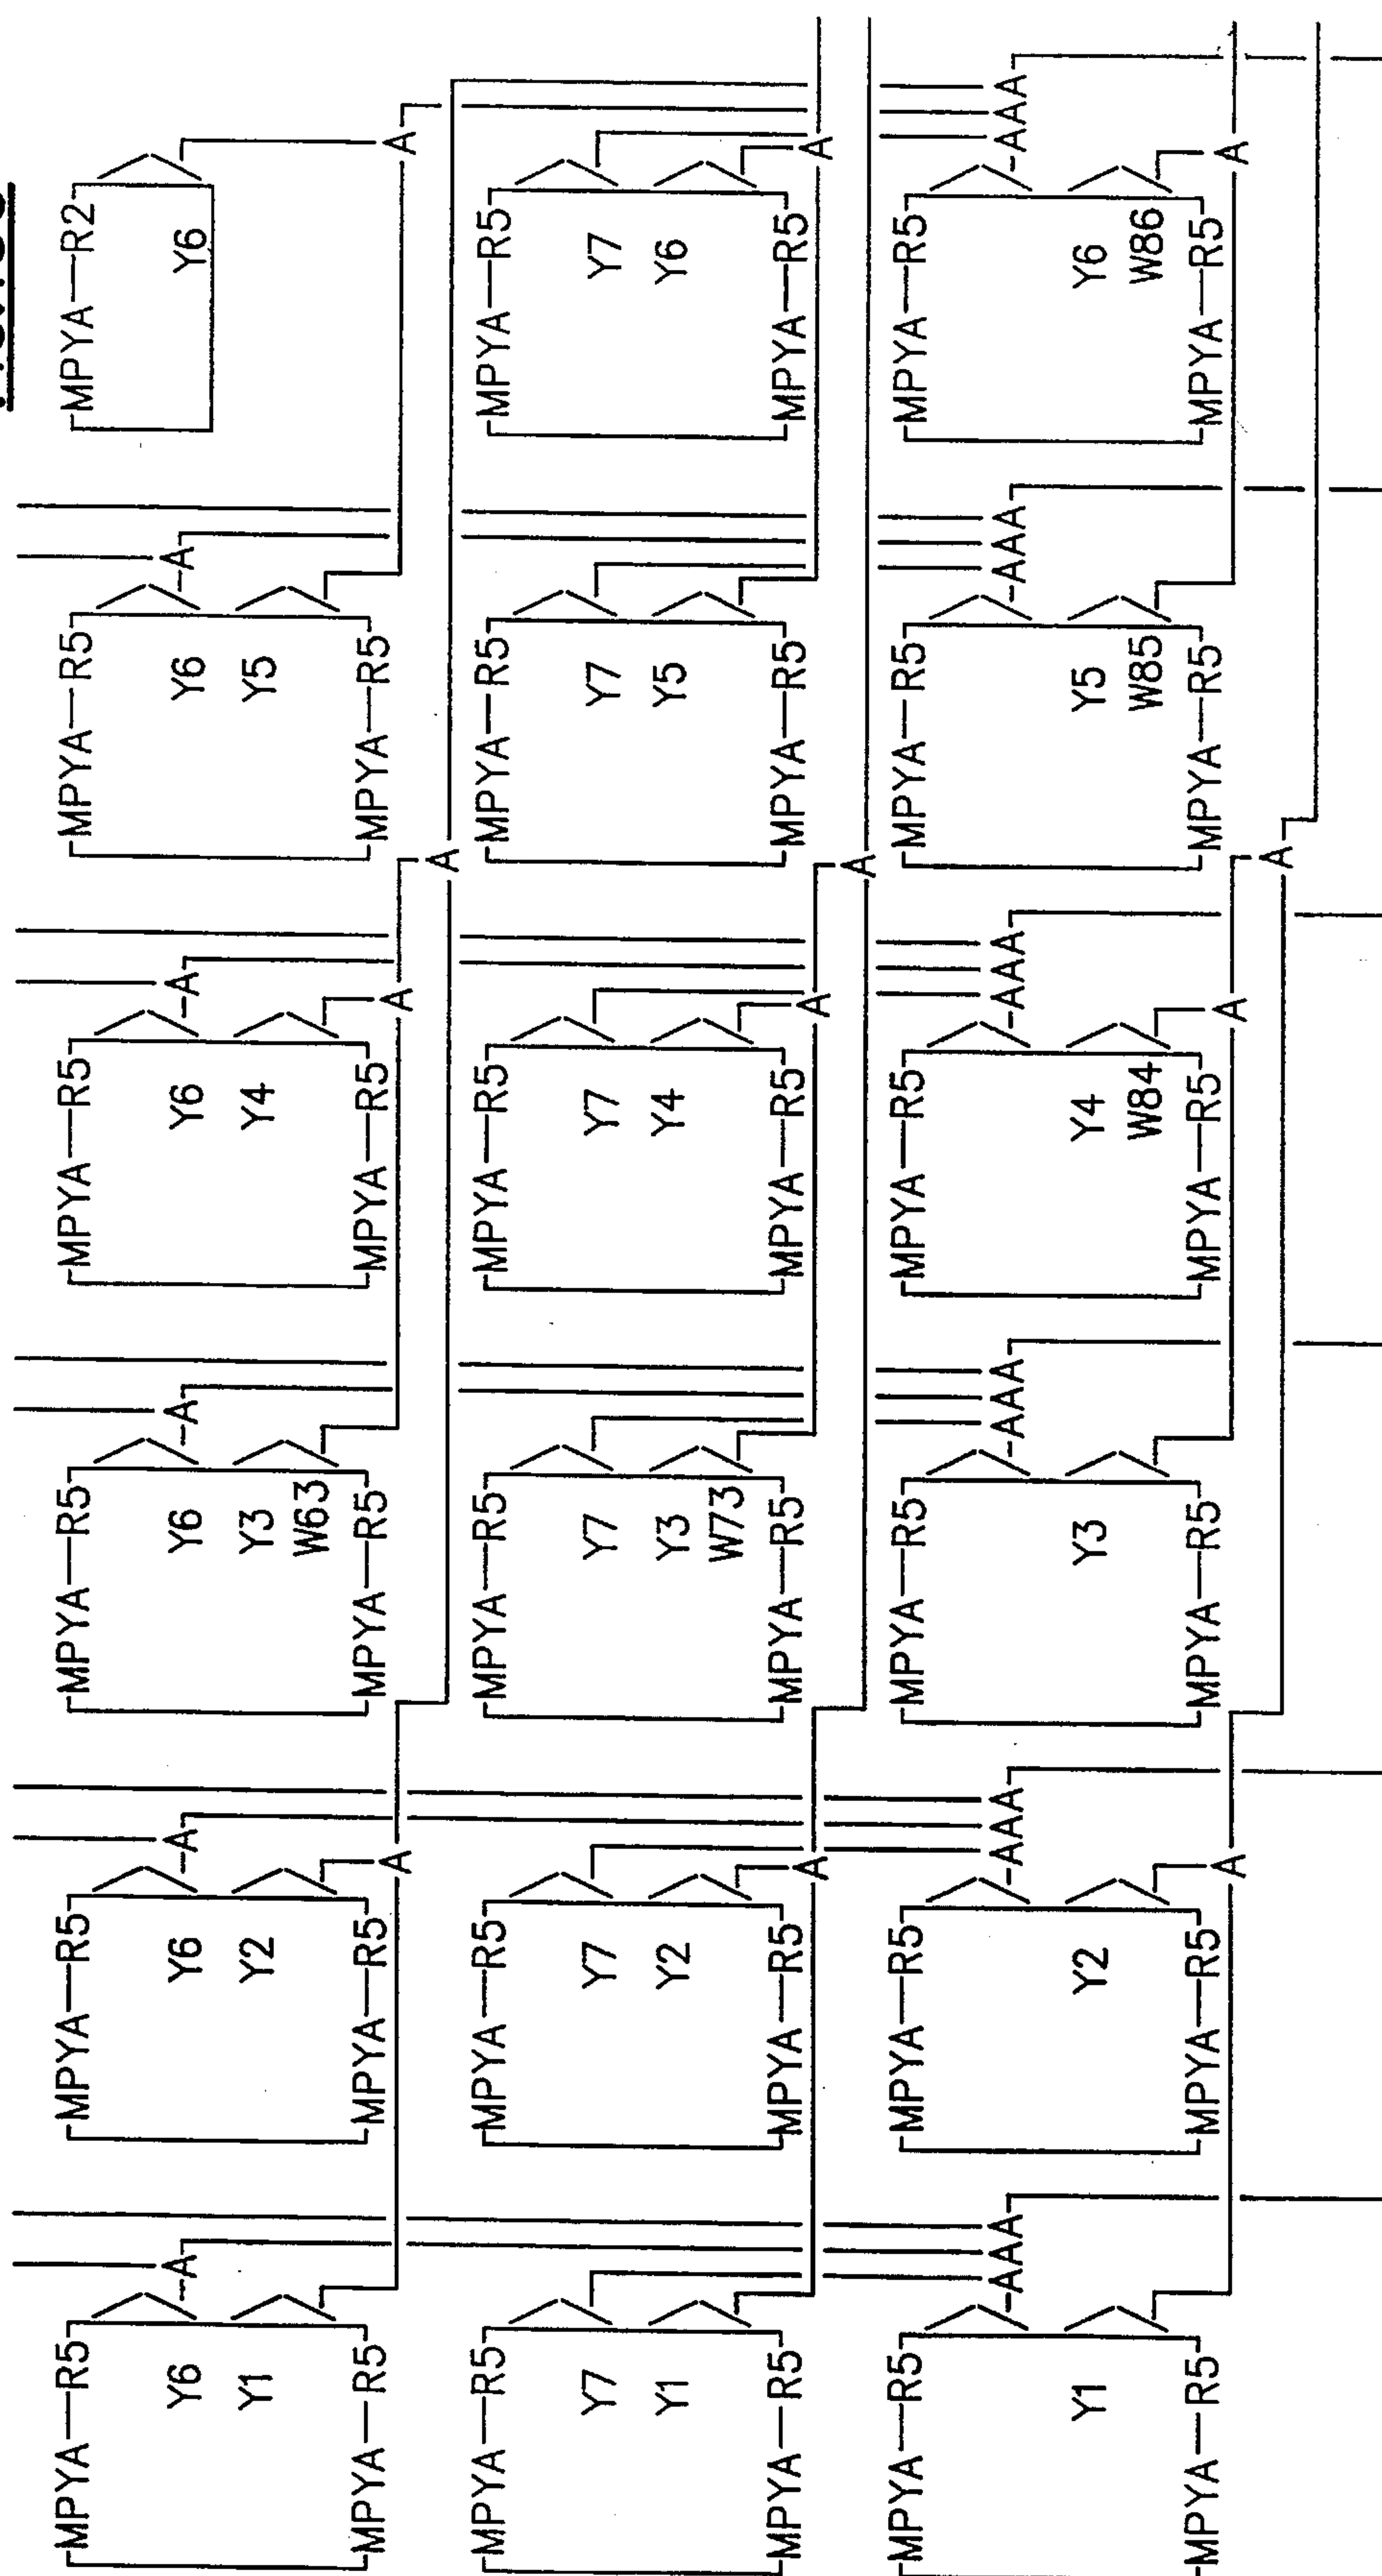 MPYA—R5 MPYA—R5 MPYA—R5 MPYA—R5 MPYA—R5 MPYA—R2
Y6 A Y6 A Y6 A Y6 A Y6 A Y6
Y1 Y2 Y3 Y4 Y5
W63
MPYA—R5 MPYA—R5 MPYA—R5 MPYA—R5 MPYA—R5
A A A
A
MPYA—R5 MPYA—R5 MPYA—R5 MPYA—R5 MPYA—R5 MPYA—R5
Y7 Y7 Y7 Y7 Y7 Y7
Y1 Y2 Y3 Y4 Y5 Y6
W73
MPYA—R5 MPYA—R5 MPYA—R5 MPYA—R5 MPYA—R5 MPYA—R5
A A A
A
MPYA—R5 MPYA—R5 MPYA—R5 MPYA—R5 MPYA—R5 MPYA—R5
AAA AAA AAA AAA AAA AAA
Y1 Y2 Y3 Y4 Y5 Y6
W84 W85 W86
MPYA—R5 MPYA—R5 MPYA—R5 MPYA—R5 MPYA—R5 MPYA—R5
A A A
A